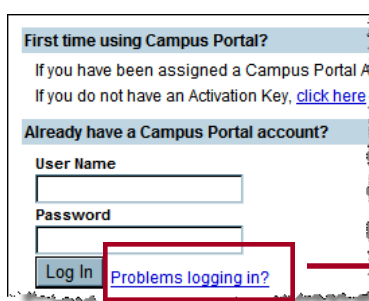 First time using Campus Portal?
If you have been assigned a Campus Portal A
If you do not have an Activation Key, click here
Already have a Campus Portal account?
User Name
Password
Log In Problems logging in?